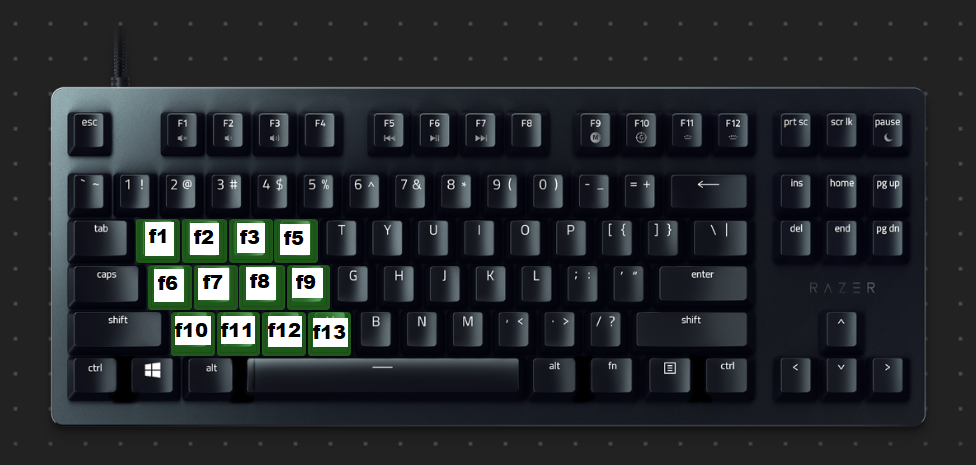 esc F1 F2 F3 F4 F5 F6 F7 F8 F9 F10 F11 F12 prt sc scr lk pause
M G
` ~ 1 ! 2 @ 3 # 4 $ 5 % 6 ^ 7 & 8 * 9 ( 0 ) - _ = + ← ins home pg up
tab f1 f2 f3 f5 T Y U I O P [ { ] } \ | del end pg dn
caps f6 f7 f8 f9 G H J K L ; : ' " enter
RAZER
shift f10 f11 f12 f13 B N M , < . > / ? shift ^
ctrl alt alt fn ctrl < v >